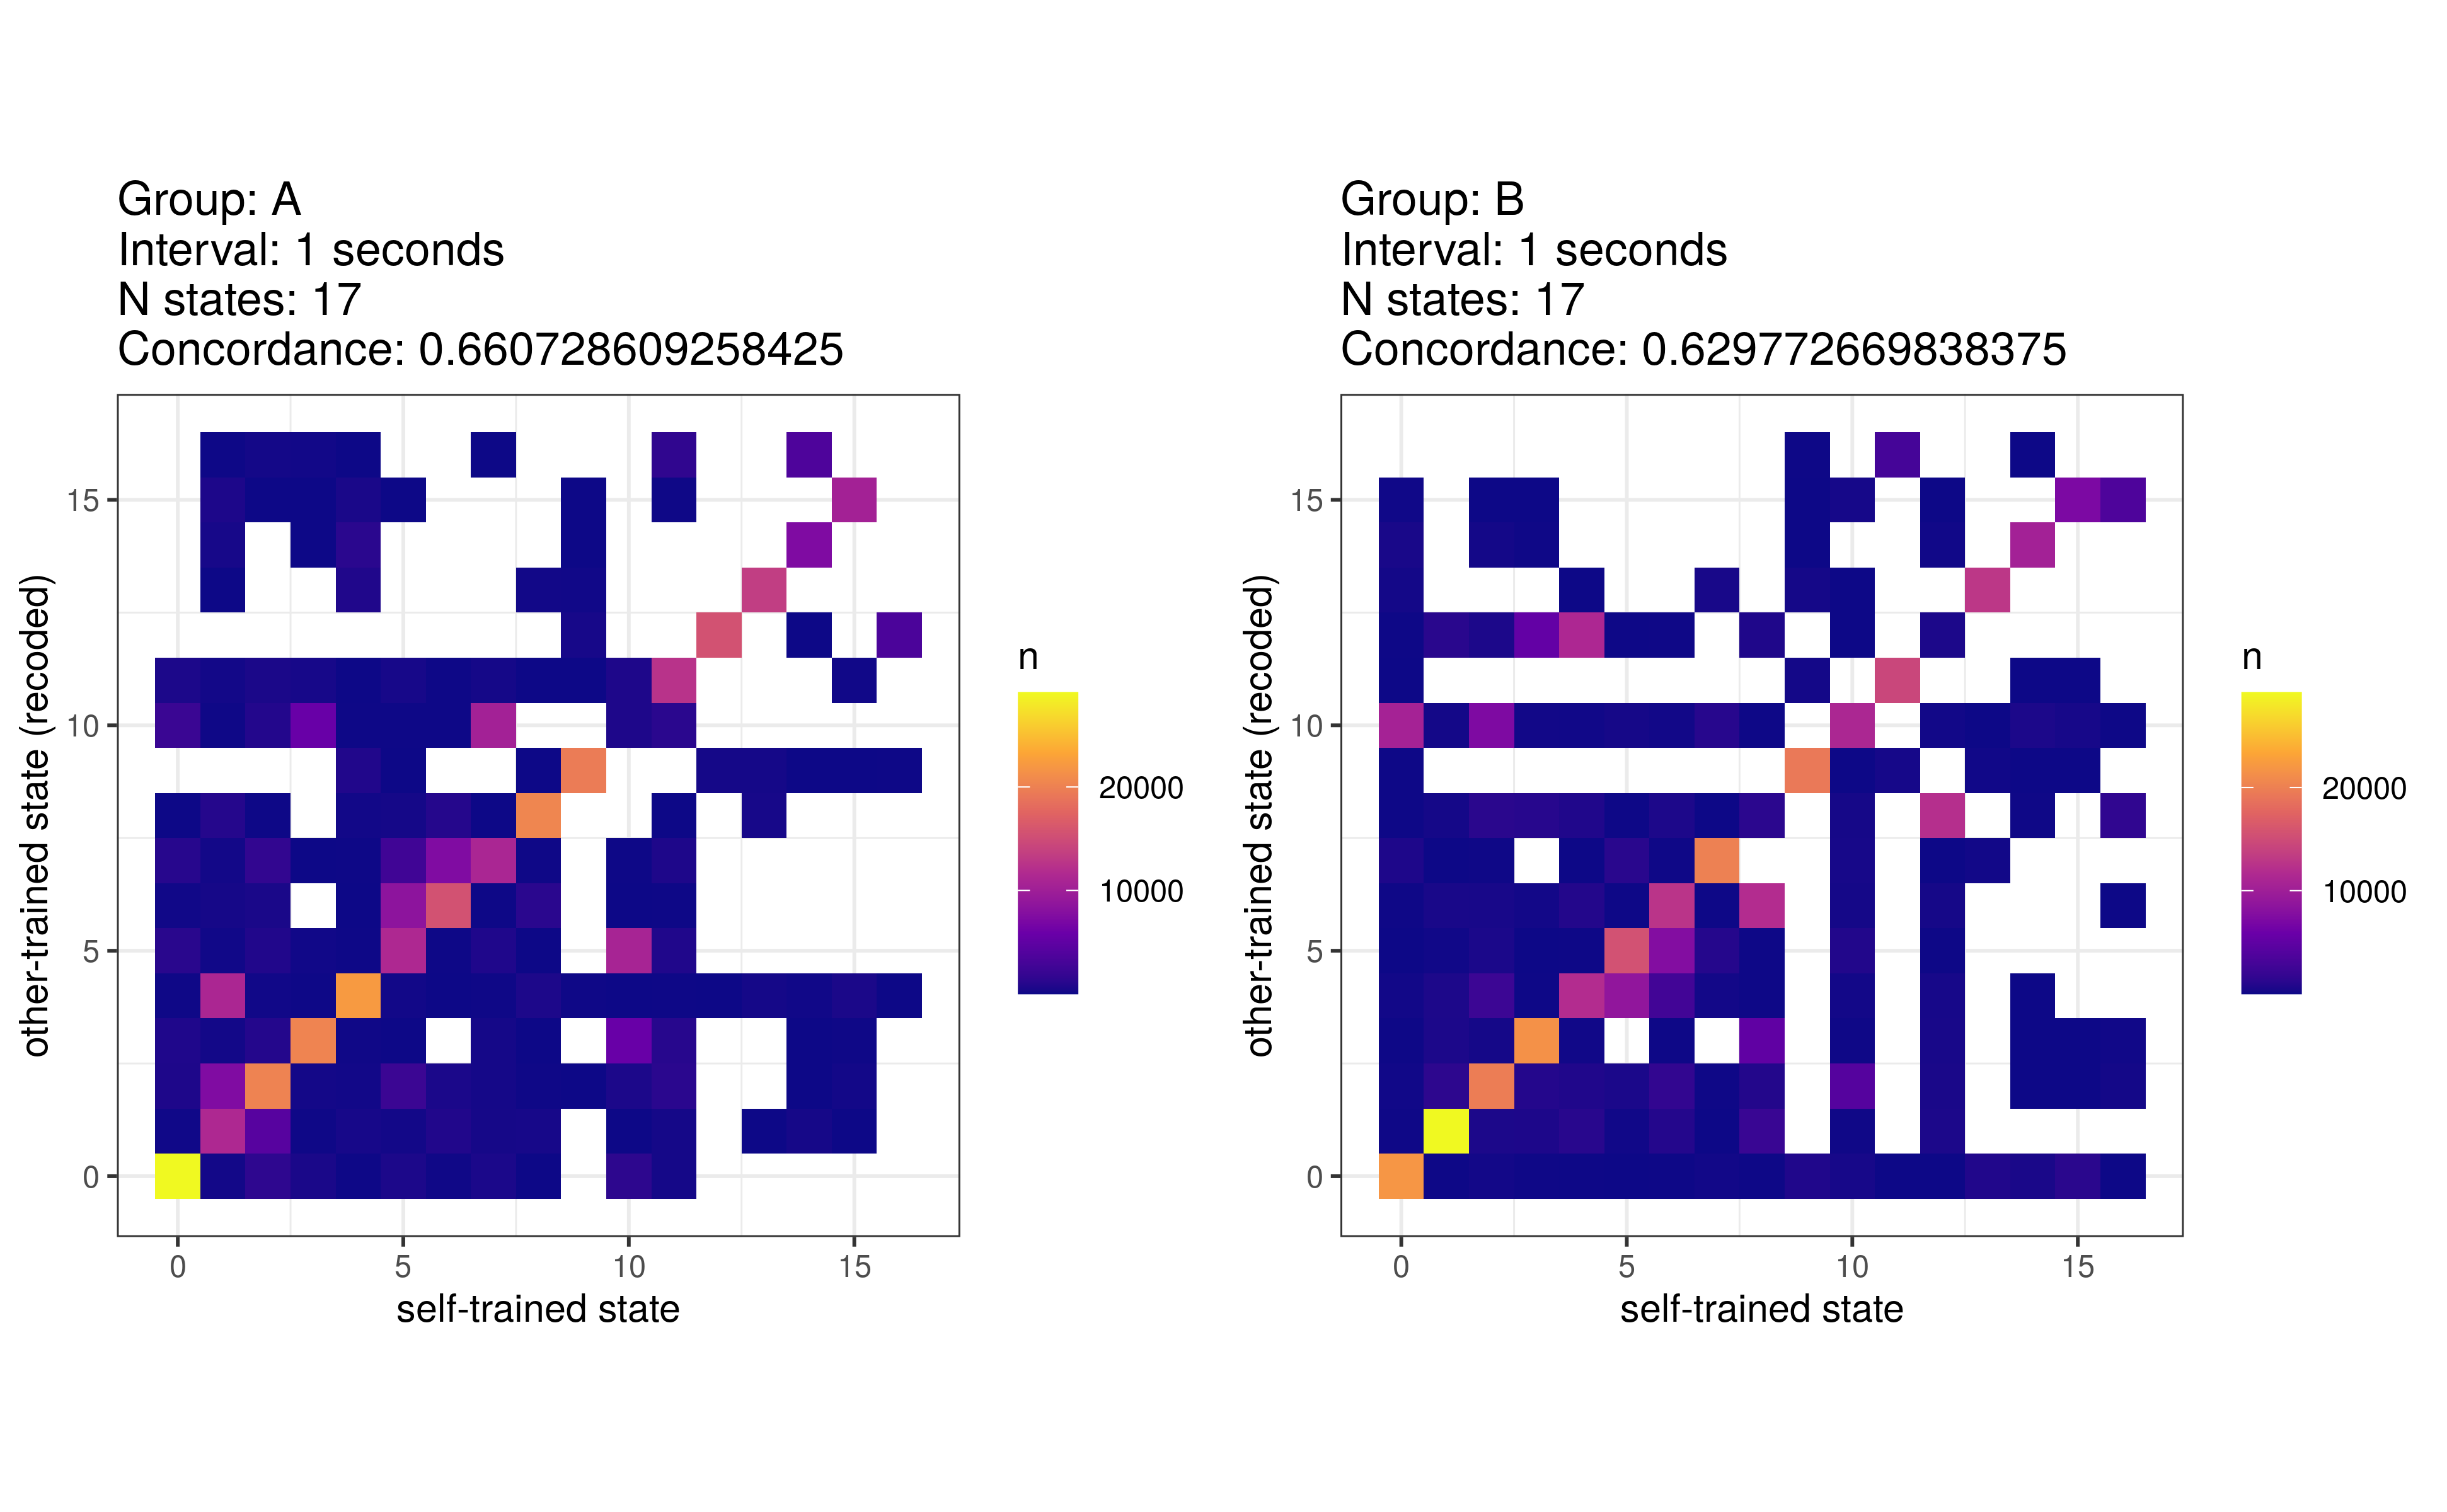 Group: A
Interval: 1 seconds
N states: 17
Concordance: 0.660728609258425
other-trained state (recoded)
15
10
5
0
0
5
10
15
self-trained state
n
20000
10000
Group: B
Interval: 1 seconds
N states: 17
Concordance: 0.629772669838375
other-trained state (recoded)
15
10
5
0
0
5
10
15
self-trained state
n
20000
10000